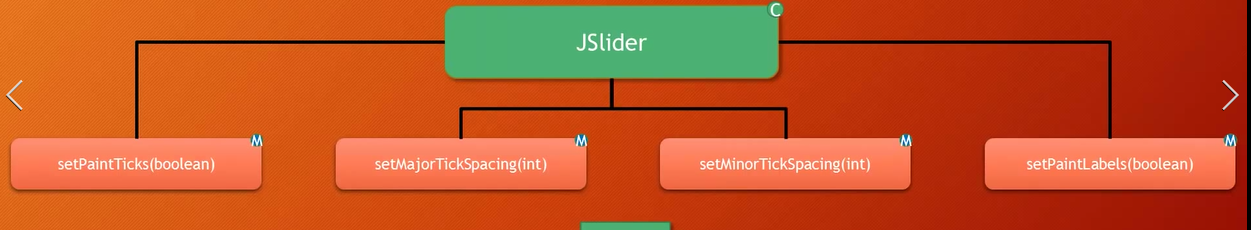 C
JSlider
M
M
M
M
setPaintTicks(boolean)
setMajorTickSpacing(int)
setMinorTickSpacing(int)
setPaintLabels(boolean)